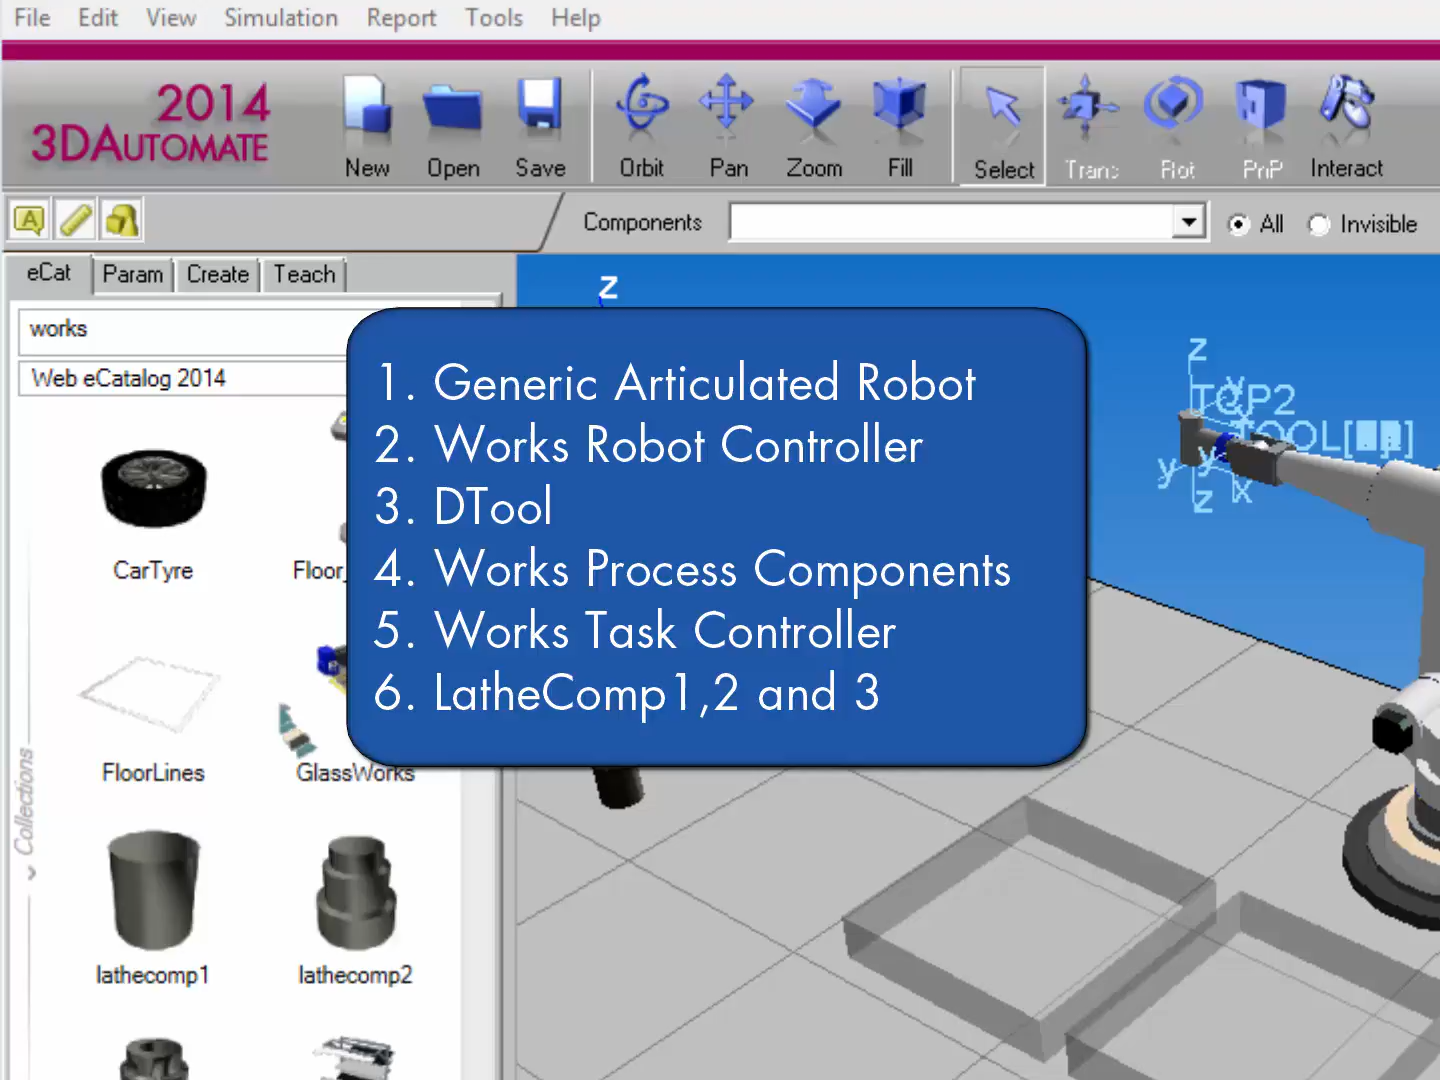 File Edit View Simulation Report Tools Help
2014
3DAUTOMATE
New Open Save Orbit Pan Zoom Fill Select Trans Rot PnP Interact
A
Components
All Invisible
eCat Param Create Teach
works
Web eCatalog 2014
Z
1. Generic Articulated Robot
2. Works Robot Controller
3. DTool
4. Works Process Components
5. Works Task Controller
6. LatheComp1,2 and 3
z
y
TCP2
TOOL[
y
y
z
x
CarTyre
Floor_
FloorLines
GlassWorks
Collections
lathecomp1
lathecomp2